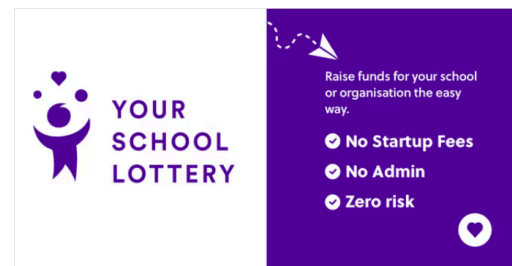 YOUR
SCHOOL
LOTTERY
Raise funds for your school
or organisation the easy
way.
No Startup Fees
No Admin
Zero risk